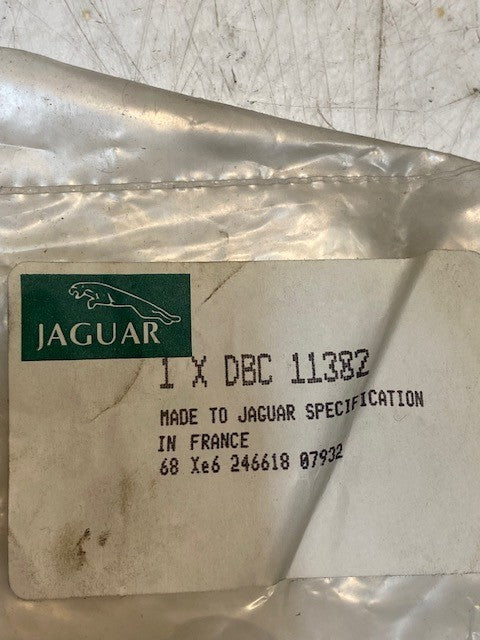 JAGUAR
1 X DBC 11382
MADE TO JAGUAR SPECIFICATION
IN FRANCE
68 Xe6 246618 07932